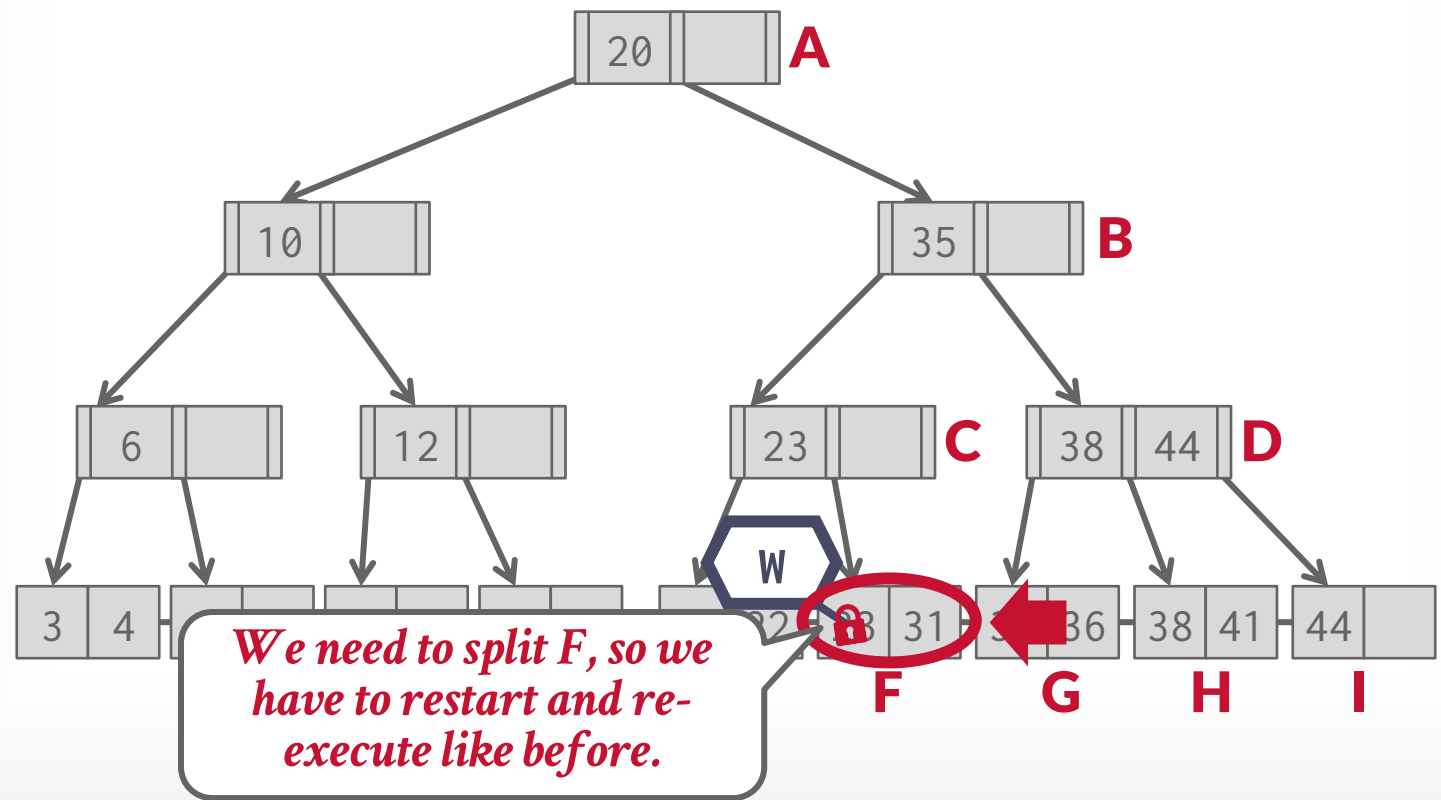 20 A
10
35 B
6
12
23 C
38 44 D
W
3 4
31
36
38 41
44
F G H I
We need to split F, so we
have to restart and re-
execute like before.